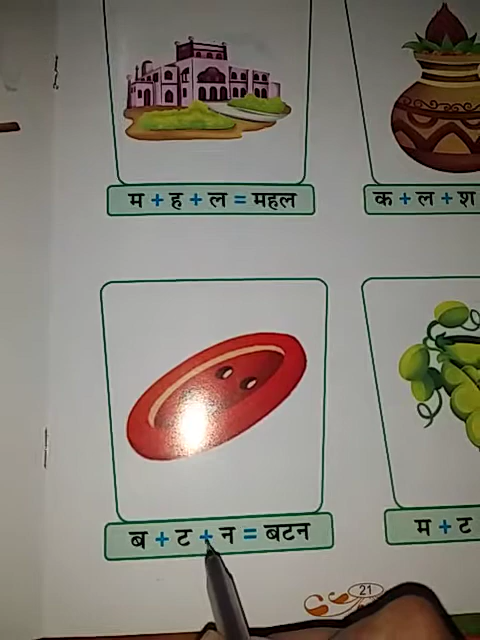 म + ह + ल = महल
क + ल + श
ब + ट + न = बटन
म + ट
21